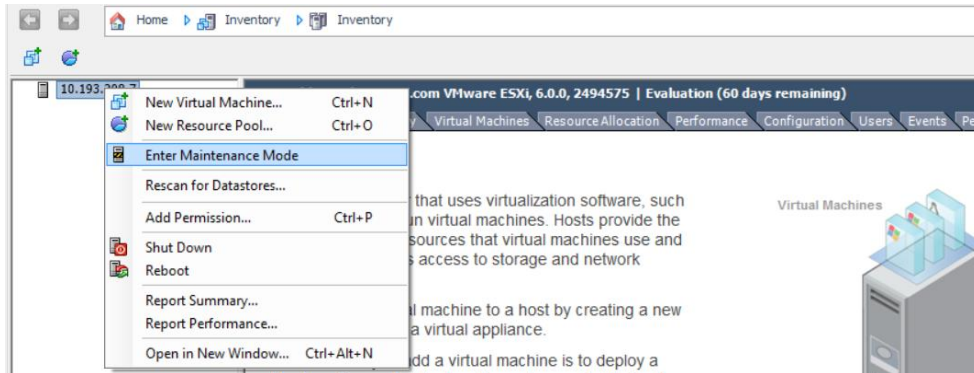 Home Inventory Inventory
10.193.
.com VMware ESXi, 6.0.0, 2494575 | Evaluation (60 days remaining)
Virtual Machines Resource Allocation Performance Configuration Users Events
New Virtual Machine... Ctrl+N
New Resource Pool... Ctrl+O
Enter Maintenance Mode
Rescan for Datastores...
Add Permission... Ctrl+P
Shut Down
Reboot
Report Summary...
Report Performance...
Open in New Window... Ctrl+Alt+N
that uses virtualization software, such
virtual machines. Hosts provide the
that virtual machines use and
access to storage and network
machine to a host by creating a new
a virtual appliance.
add a virtual machine is to deploy a
Virtual Machines